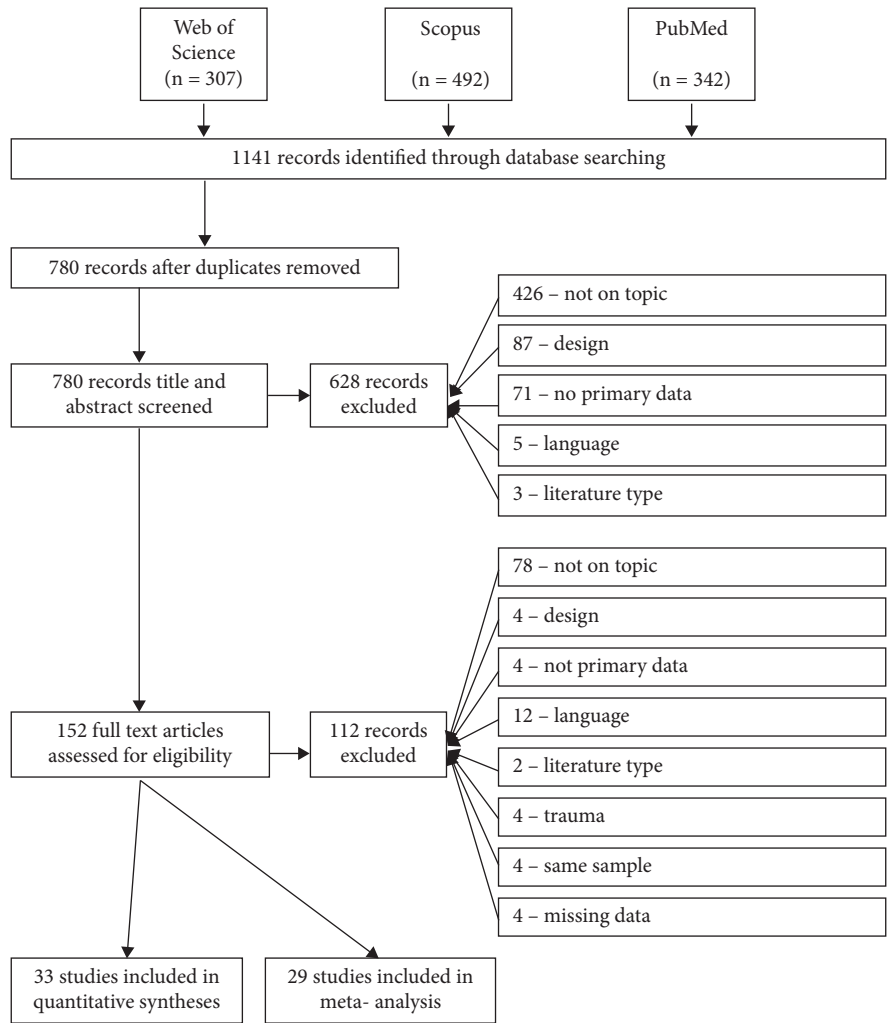 Web of
Science
(n = 307)
Scopus
(n = 492)
PubMed
(n = 342)
1141 records identified through database searching
780 records after duplicates removed
426 – not on topic
87 – design
71 – no primary data
5 – language
3 – literature type
780 records title and
abstract screened
628 records
excluded
78 – not on topic
4 – design
4 – not primary data
12 – language
2 – literature type
4 – trauma
4 – same sample
4 – missing data
152 full text articles
assessed for eligibility
112 records
excluded
33 studies included in
quantitative syntheses
29 studies included in
meta- analysis